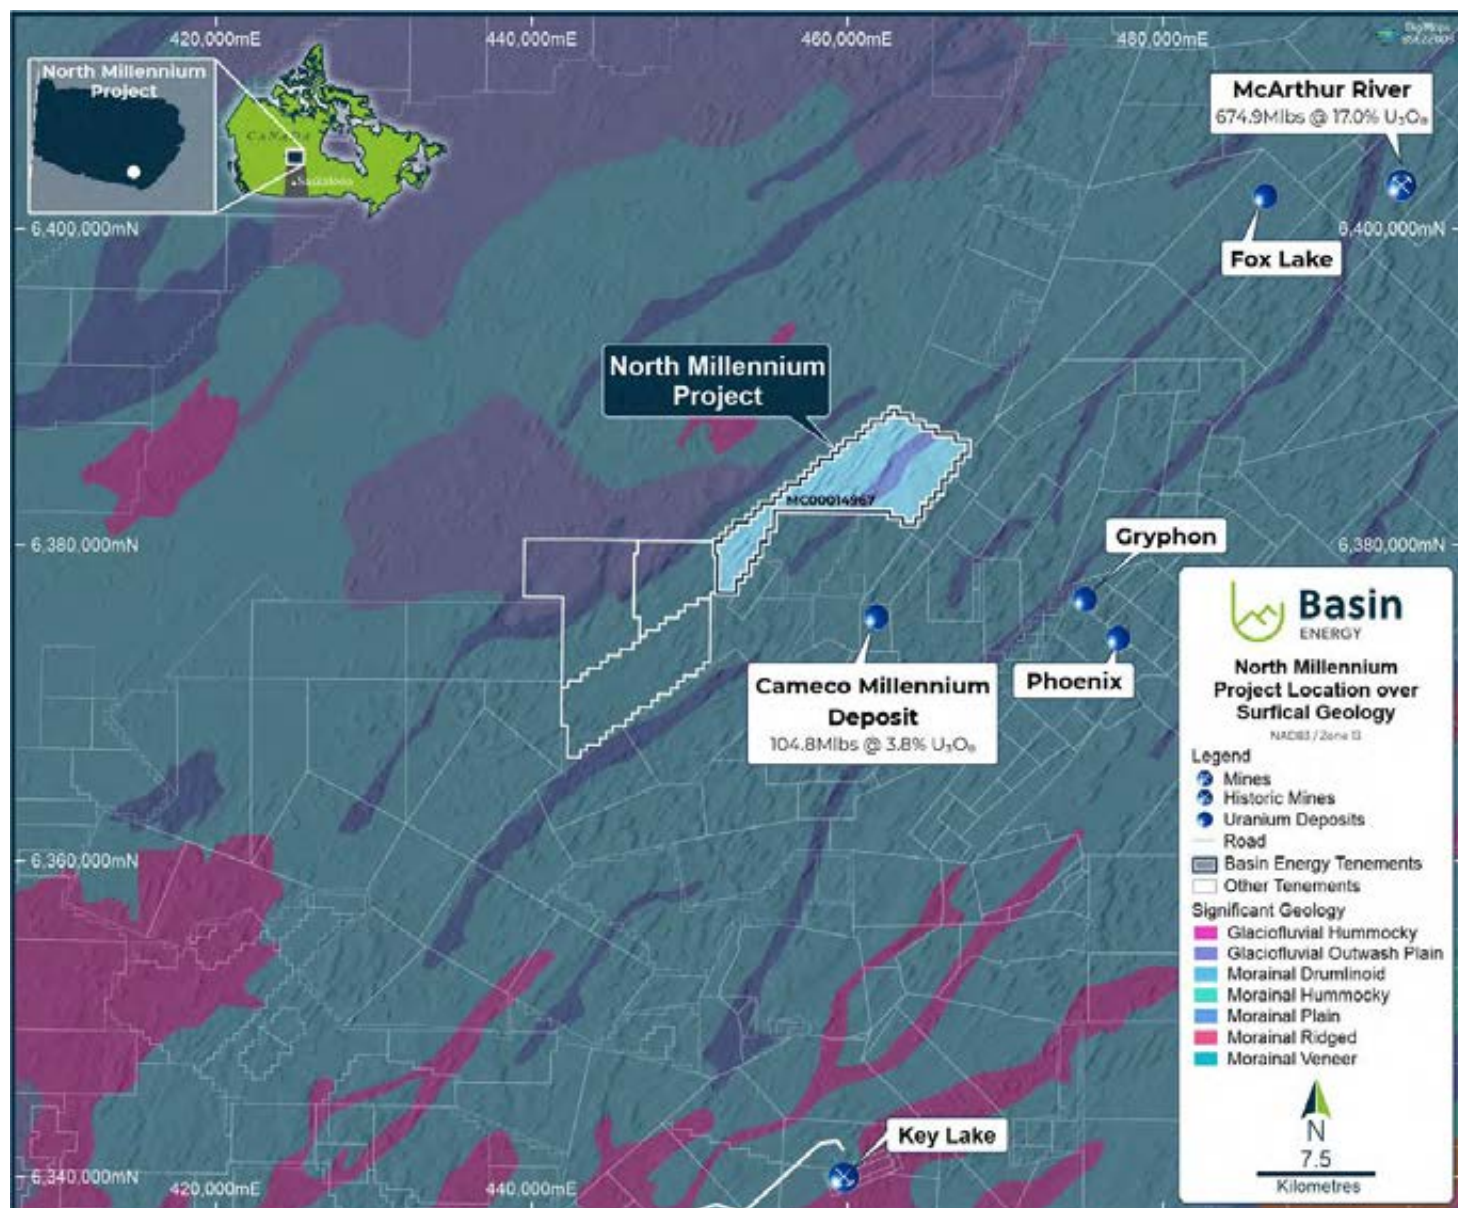 420,000mE
440,000mE
460,000mE
480,000mE
North Millennium
Project
CANADA
Saskatoon
McArthur River
674.9Mlbs @ 17.0% U₃O₈
6,400,000mN
6,400,000mN
Fox Lake
North Millennium
Project
MC00014967
6,380,000mN
6,380,000mN
Gryphon
Phoenix
Cameco Millennium
Deposit
104.8Mlbs @ 3.8% U₃O₈
Basin
ENERGY
North Millennium
Project Location over
Surfical Geology
NAD83 / Zone 13
Legend
Mines
Historic Mines
Uranium Deposits
Road
Basin Energy Tenements
Other Tenements
Significant Geology
Glaciofluvial Hummocky
Glaciofluvial Outwash Plain
Morainal Drumlinoid
Morainal Hummocky
Morainal Plain
Morainal Ridged
Morainal Veneer
N
7.5
Kilometres
6,360,000mN
Key Lake
6,340,000mN
420,000mE
440,000mE